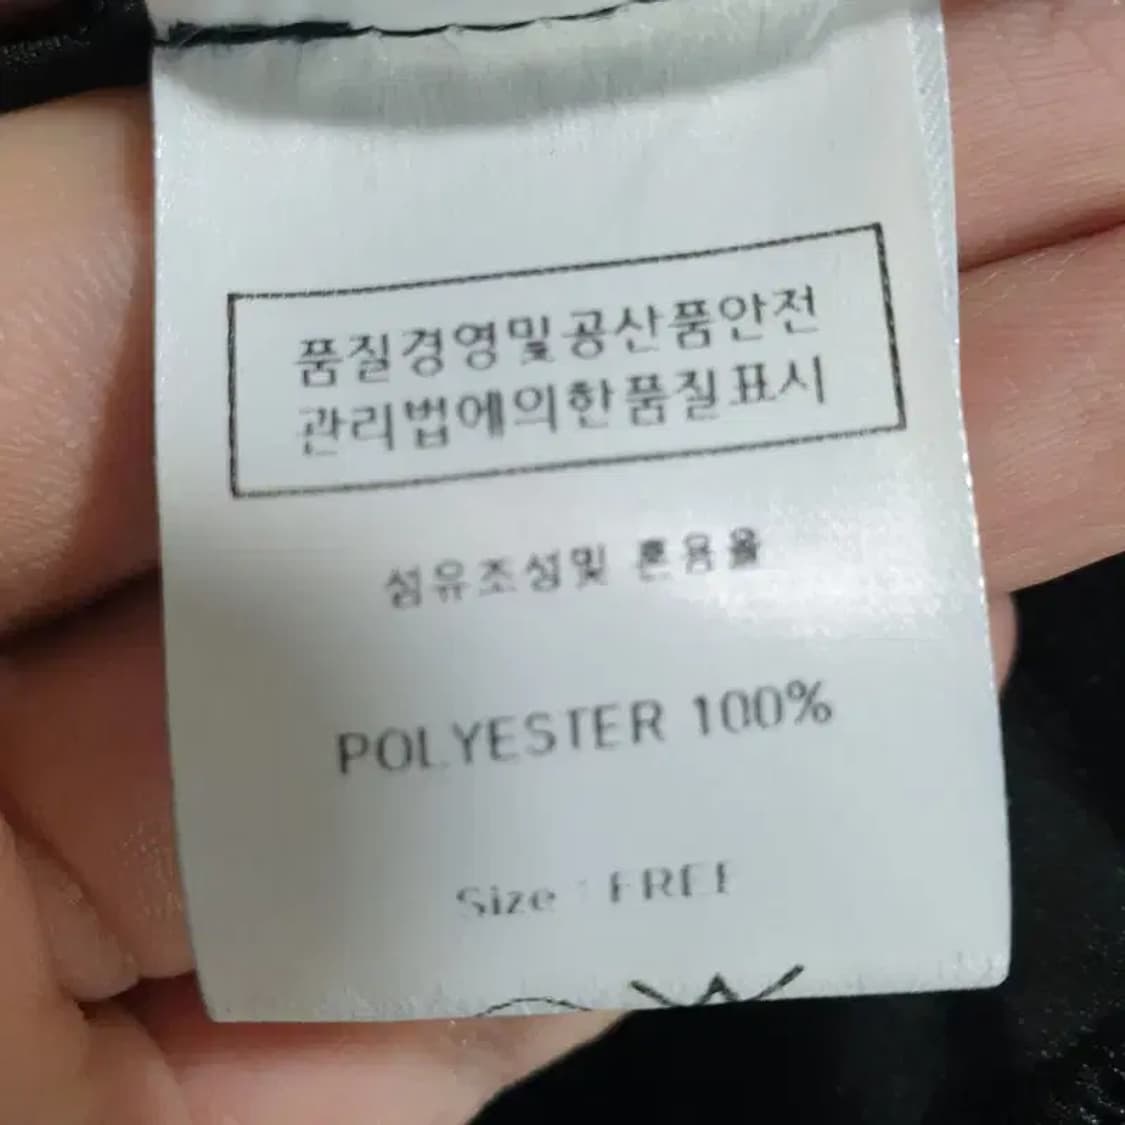 품질경영및공산품안전
관리법에의한품질표시
섬유조성및 혼용율
POLYESTER 100%
Size : FREE